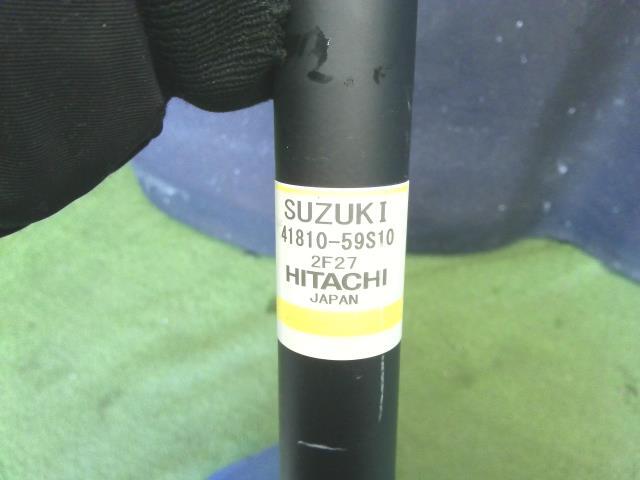 SUZUKI
41810-59S10
2F27
HITACHI
JAPAN